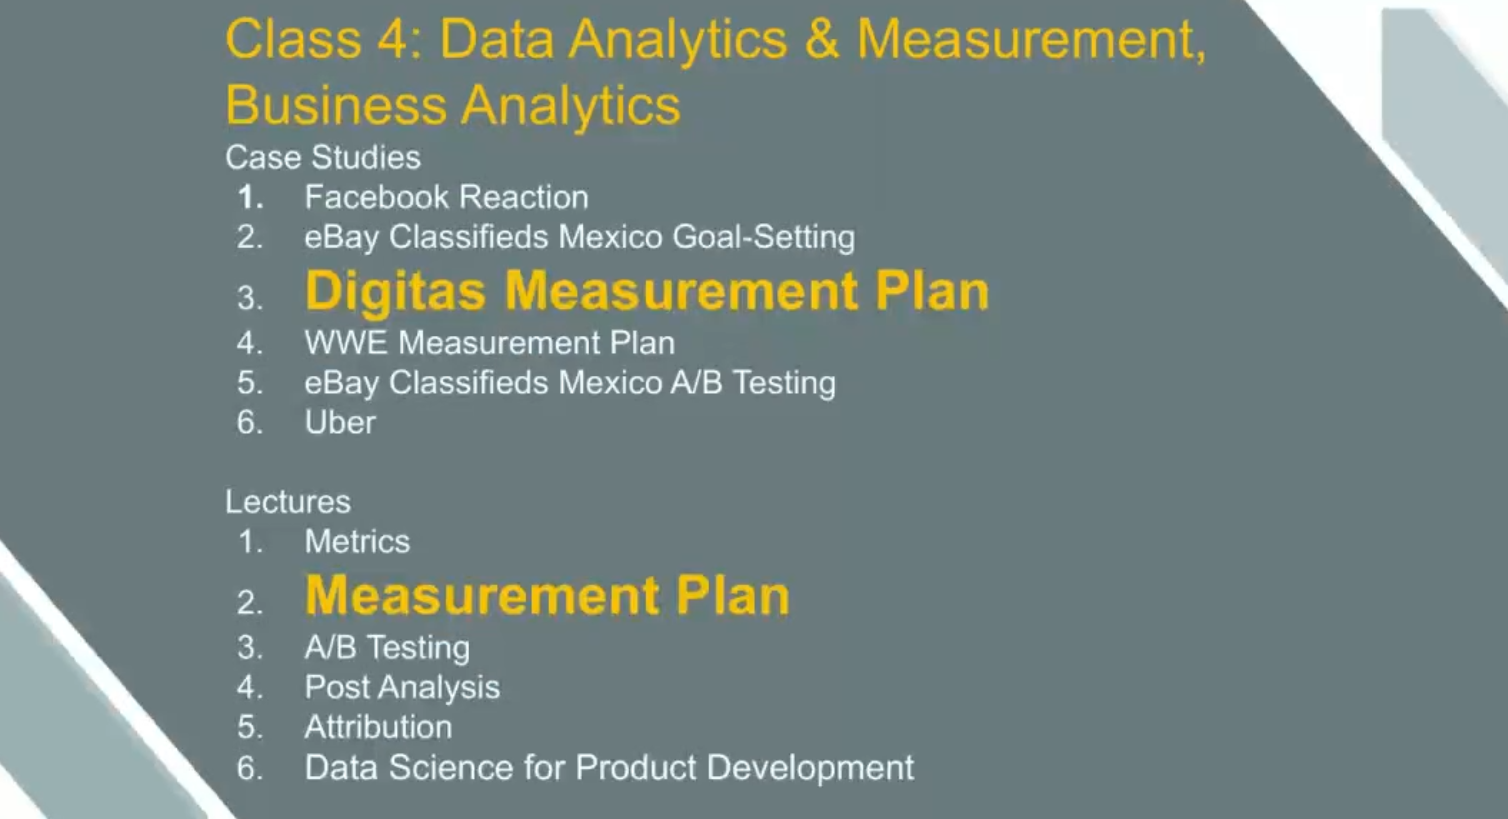 Class 4: Data Analytics & Measurement,
Business Analytics
Case Studies
1. Facebook Reaction
2. eBay Classifieds Mexico Goal-Setting
3. Digitas Measurement Plan
4. WWE Measurement Plan
5. eBay Classifieds Mexico A/B Testing
6. Uber
Lectures
1. Metrics
2. Measurement Plan
3. A/B Testing
4. Post Analysis
5. Attribution
6. Data Science for Product Development